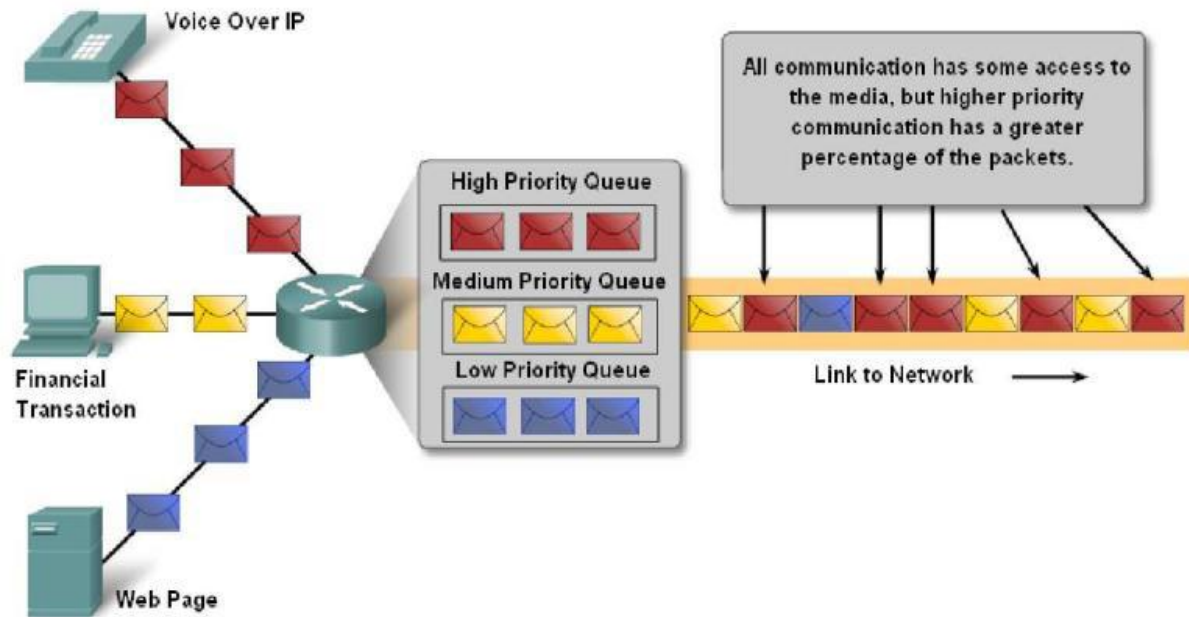 Voice Over IP
All communication has some access to
the media, but higher priority
communication has a greater
percentage of the packets.
High Priority Queue
Medium Priority Queue
Low Priority Queue
Financial
Transaction
Link to Network
Web Page